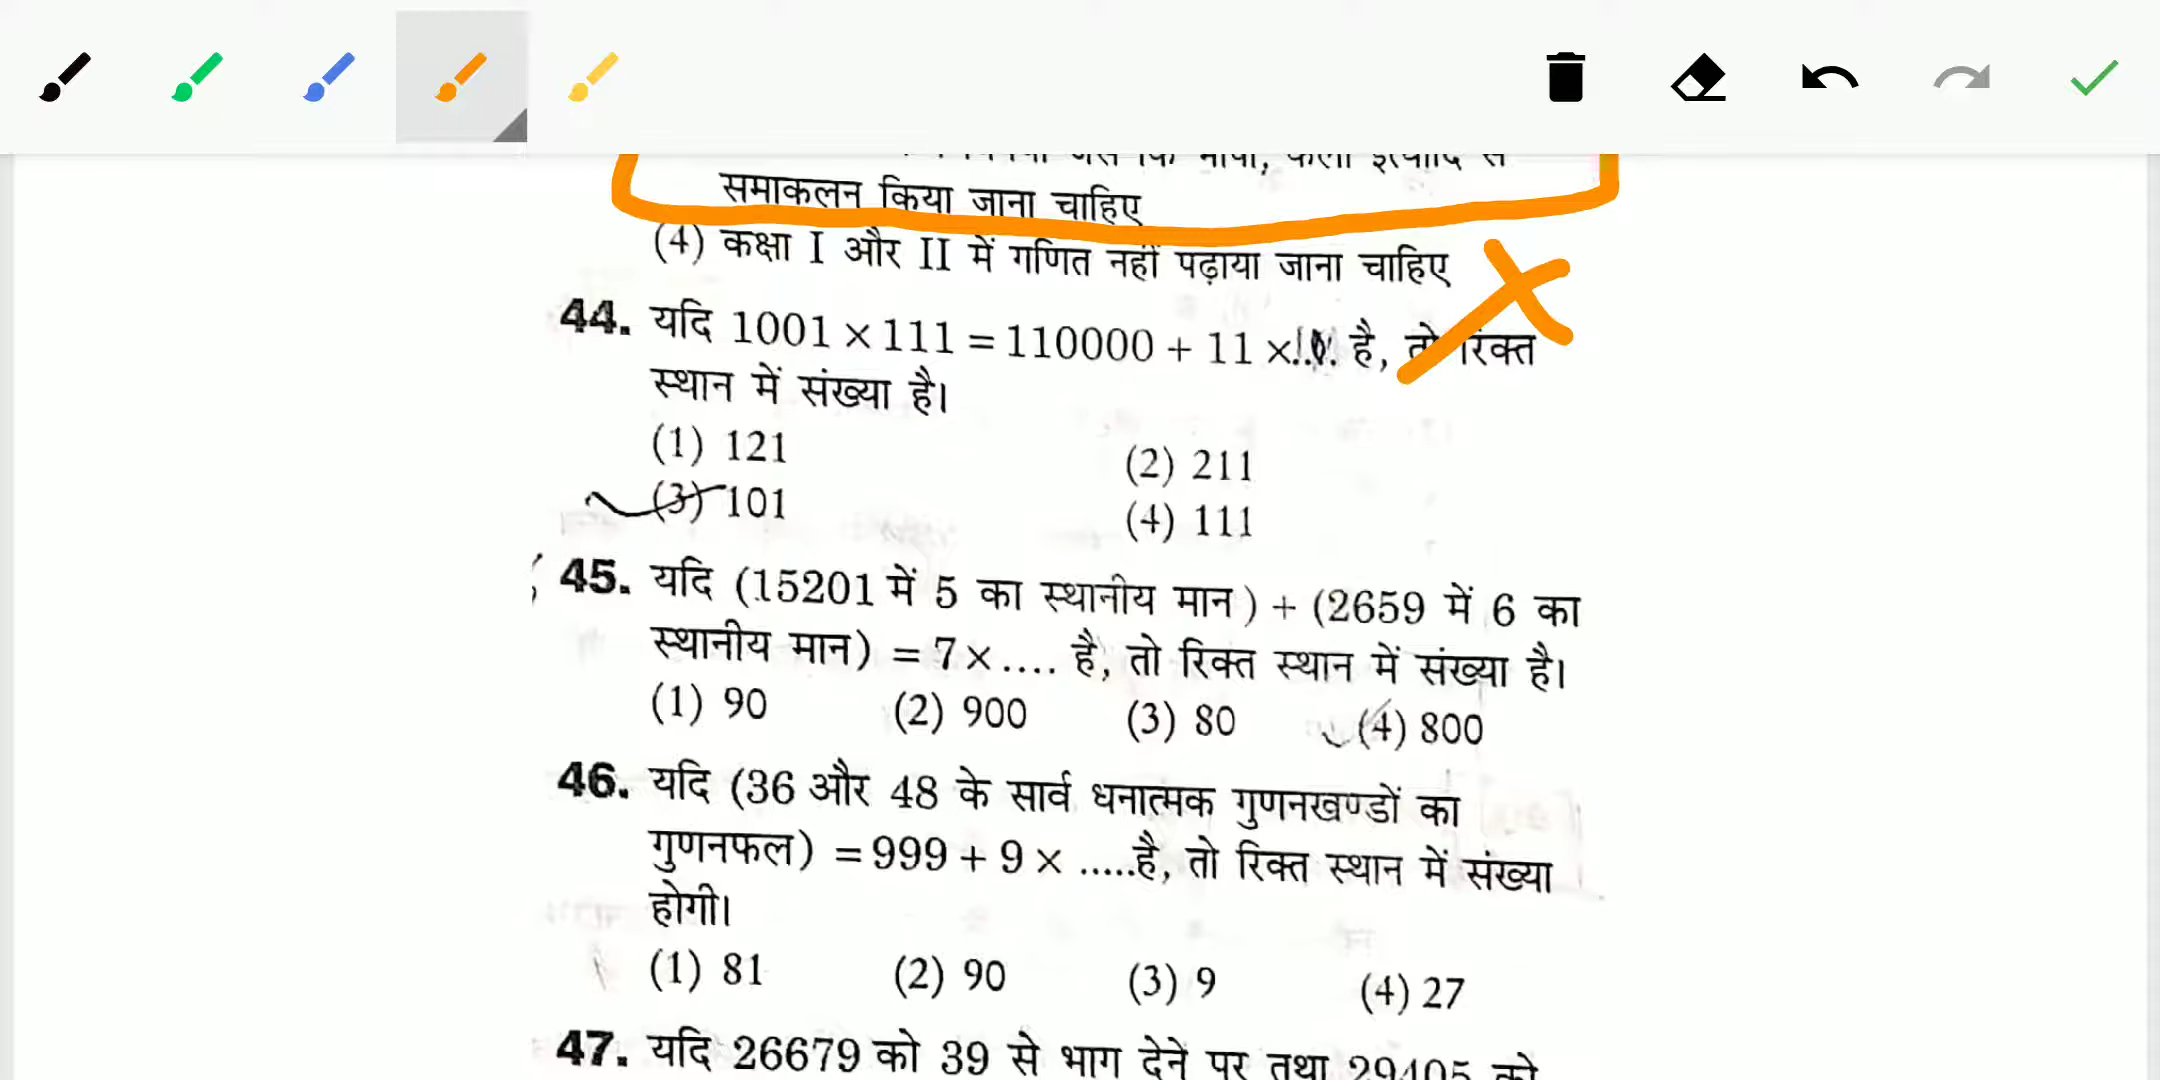 समाकलन किया जाना चाहिए
(4) कक्षा I और II में गणित नहीं पढ़ाया जाना चाहिए
44. यदि 1001 × 111 = 110000 + 11 × है, तो रिक्त
स्थान में संख्या है।
(1) 121 (2) 211
(3) 101 (4) 111
45. यदि (15201 में 5 का स्थानीय मान) + (2659 में 6 का
स्थानीय मान) = 7 × .... है, तो रिक्त स्थान में संख्या है।
(1) 90 (2) 900 (3) 80 (4) 800
46. यदि (36 और 48 के सार्व धनात्मक गुणनखण्डों का
गुणनफल) = 999 + 9 × .....है, तो रिक्त स्थान में संख्या
होगी।
(1) 81 (2) 90 (3) 9 (4) 27
47. यदि 26679 को 39 से भाग देने पर तथा 29405 को